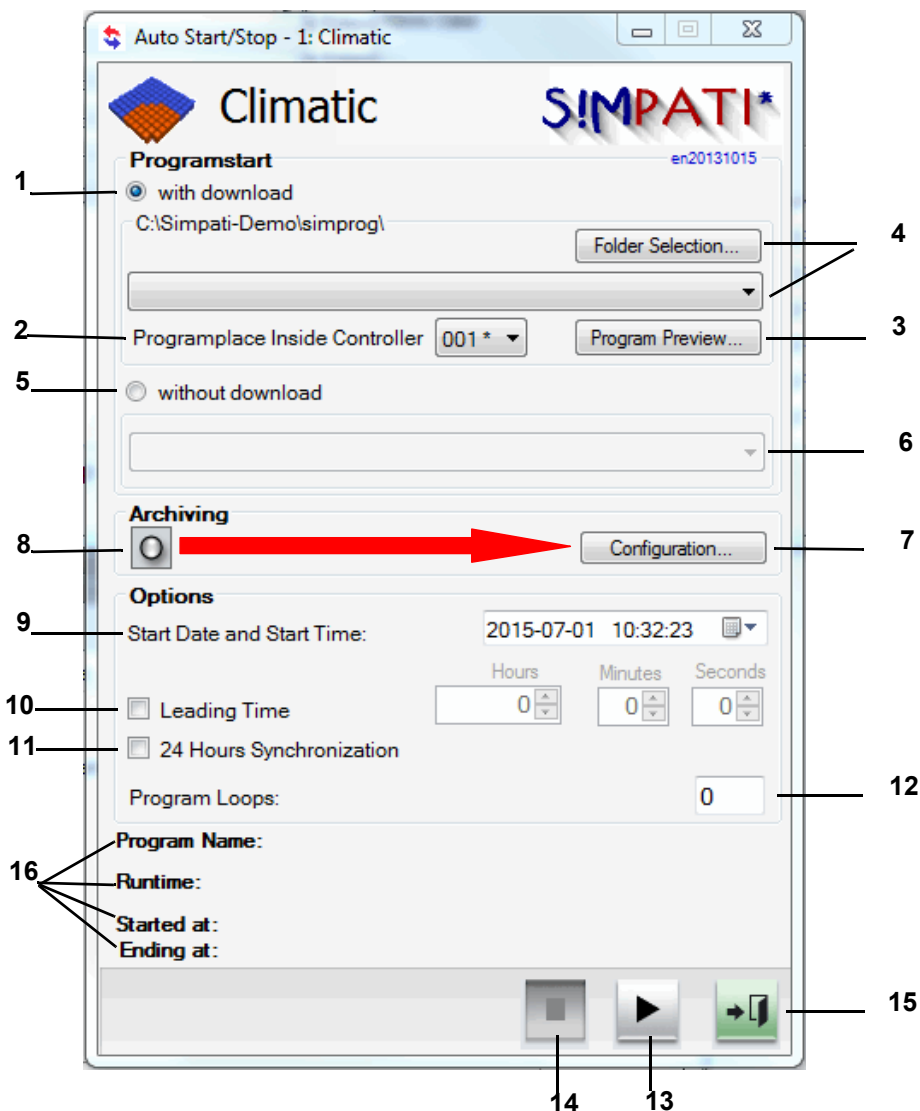 Auto Start/Stop - 1: Climatic
Climatic
S!MPATI*
Programstart
en20131015
1
with download
C:\Simpati-Demo\simprog\
Folder Selection...
4
2
Programplace Inside Controller
001 *
Program Preview...
3
5
without download
6
Archiving
8
Configuration...
7
Options
9
Start Date and Start Time:
2015-07-01 10:32:23
Hours
Minutes
Seconds
10
Leading Time
0
0
0
11
24 Hours Synchronization
Program Loops:
0
12
Program Name:
16
Runtime:
Started at:
Ending at:
15
14
13